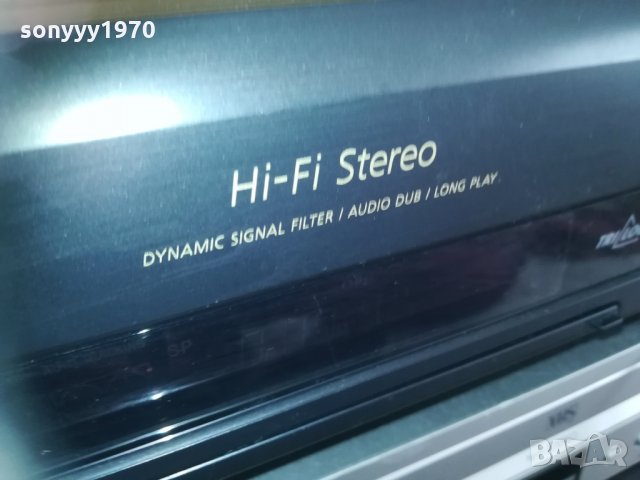 sonyyy1970
Hi-Fi Stereo
DYNAMIC SIGNAL FILTER / AUDIO DUB / LONG PLAY
SP
BAZAR